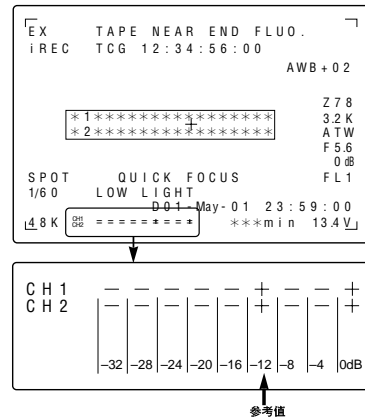 EX TAPE NEAR END FLUO.
iREC TCG 12:34:56:00
AWB+02
Z78
*1****************
3.2K
*2****************
ATW
F5.6
0dB
SPOT QUICK FOCUS FL1
1/60 LOW LIGHT
D01-May-01 23:59:00
48K CH1 CH2 ***min 13.4V
CH1 − − − − − + − − +
CH2 − − − − − + − − +
−32 −28 −24 −20 −16 −12 −8 −4 0dB
参考値